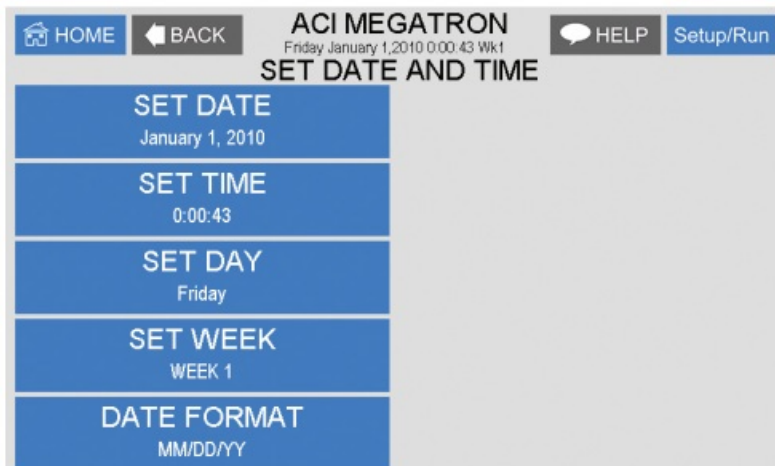 HOME BACK ACI MEGATRON HELP Setup/Run
Friday January 1,2010 0:00:43 Wk1
SET DATE AND TIME
SET DATE
January 1, 2010
SET TIME
0:00:43
SET DAY
Friday
SET WEEK
WEEK 1
DATE FORMAT
MM/DD/YY